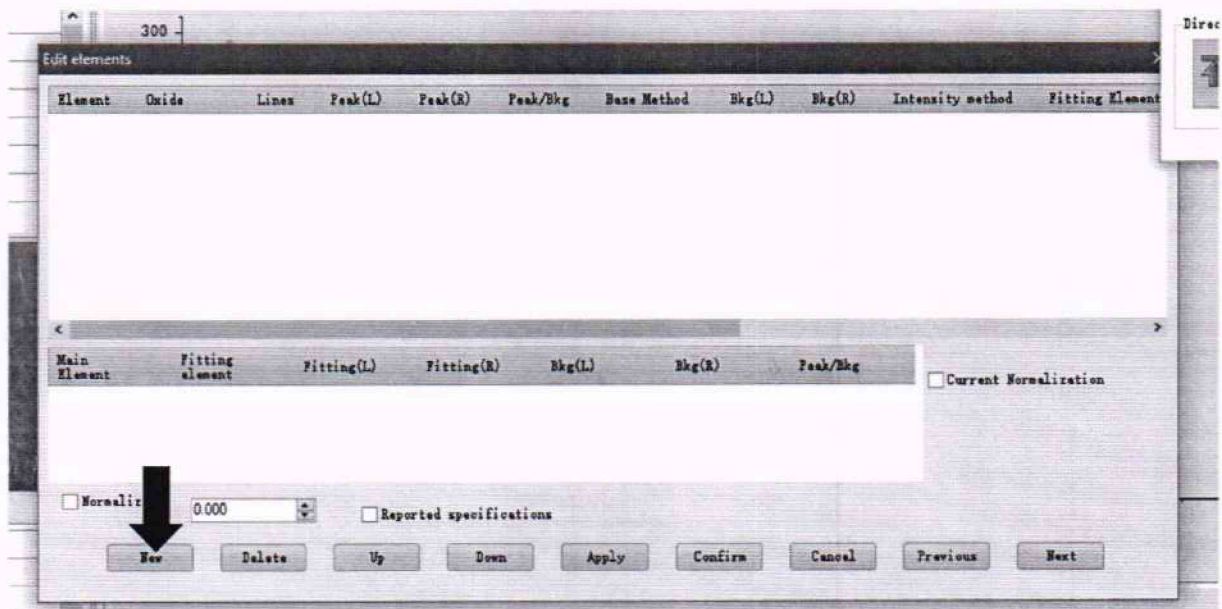 300
Direc
Edit elements
Element Oxide Lines Peak(L) Peak(R) Peak/Bkg Base Method Bkg(L) Bkg(R) Intensity method Fitting Element
Main Element Fitting element Fitting(L) Fitting(R) Bkg(L) Bkg(R) Peak/Bkg
Current Normalization
Normaliz 0.000 Reported specifications
New Delete Up Down Apply Confirm Cancel Previous Next